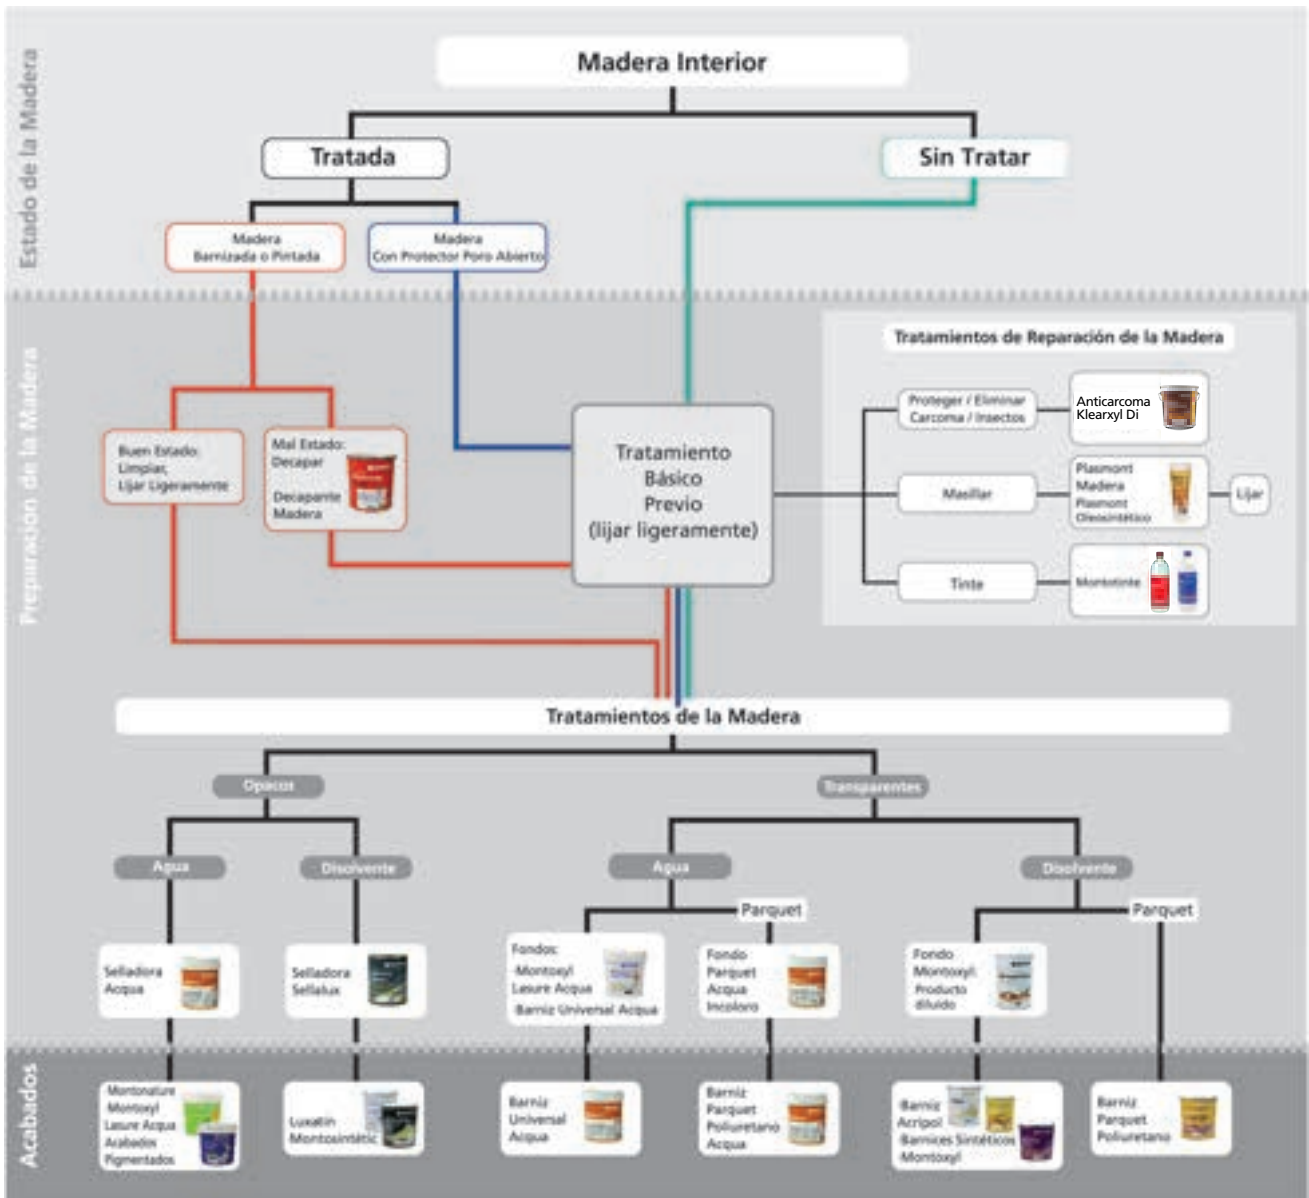 Estado de la Madera
Madera Interior
Tratada
Sin Tratar
Madera
Barnizada o Pintada
Madera
Con Protector Poro Abierto
Preparación de la Madera
Tratamientos de Reparación de la Madera
Buen Estado:
Limpiar,
Lijar Ligeramente
Mal Estado:
Decapar
Decapante
Madera
Tratamiento
Básico
Previo
(lijar ligeramente)
Proteger / Eliminar
Carcoma / Insectos
Anticarcoma
Klearxyl Di
Masillar
Plasmont
Madera
Plasmont
Oleosintético
Lijar
Tinte
Montotinte
Tratamientos de la Madera
Opacos
Transparentes
Agua
Disolvente
Agua
Disolvente
Parquet
Parquet
Selladora
Acqua
Selladora
Sellalux
Fondos:
·Montoxyl
Lasure Acqua
·Barniz Universal Acqua
Fondo
Parquet
Acqua
Incoloro
Fondo
Montoxyl:
Producto
diluido
Acabados
Montonature
Montoxyl
Lasure Acqua
Acabados
Pigmentados
Luxatin
Montosintétic
Barniz
Universal
Acqua
Barniz
Parquet
Poliuretano
Acqua
·Barniz
Acripol
·Barnices Sintéticos
·Montoxyl
Barniz
Parquet
Poliuretano